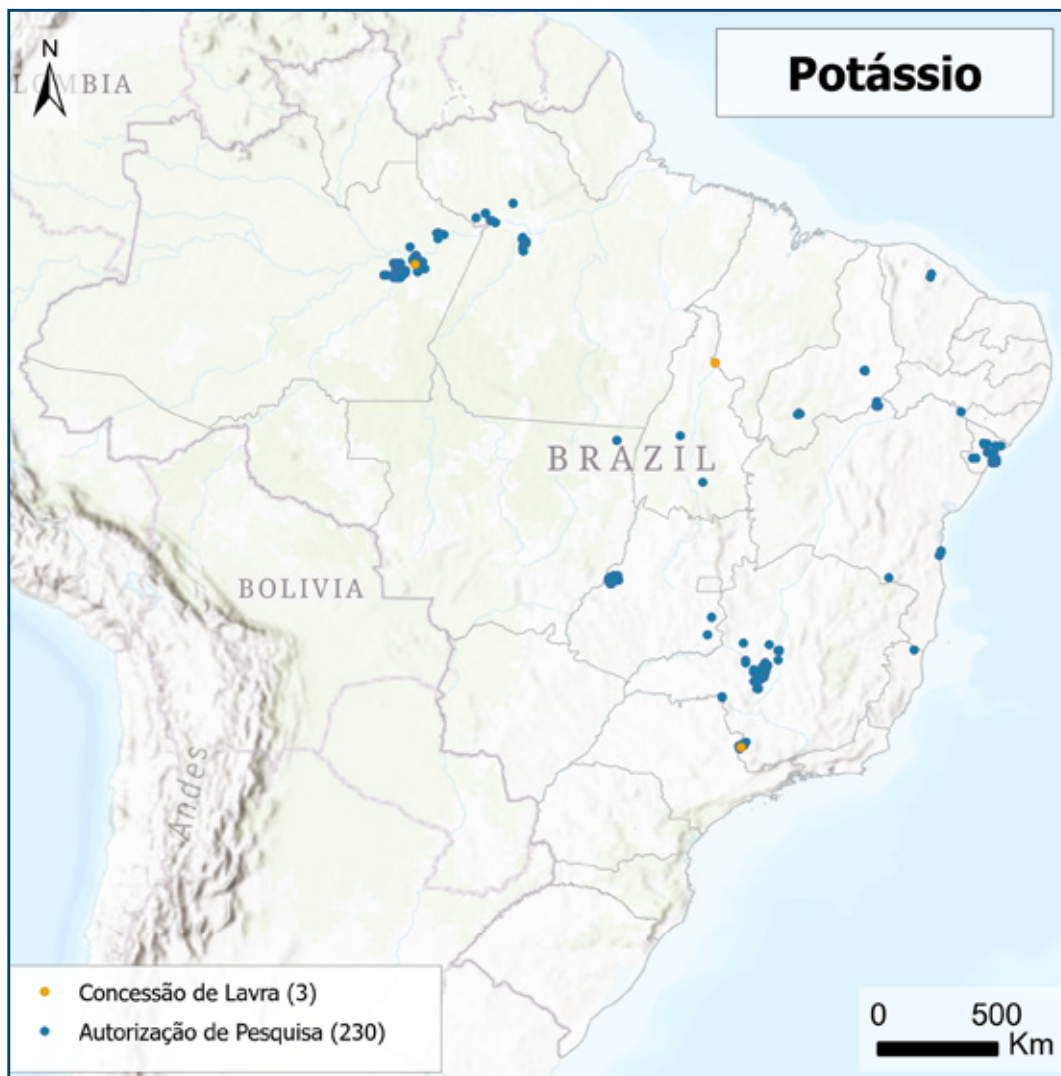 Potássio
N
LOMBIA
BRAZIL
BOLIVIA
Andes
Concessão de Lavra (3)
Autorização de Pesquisa (230)
0 500
Km